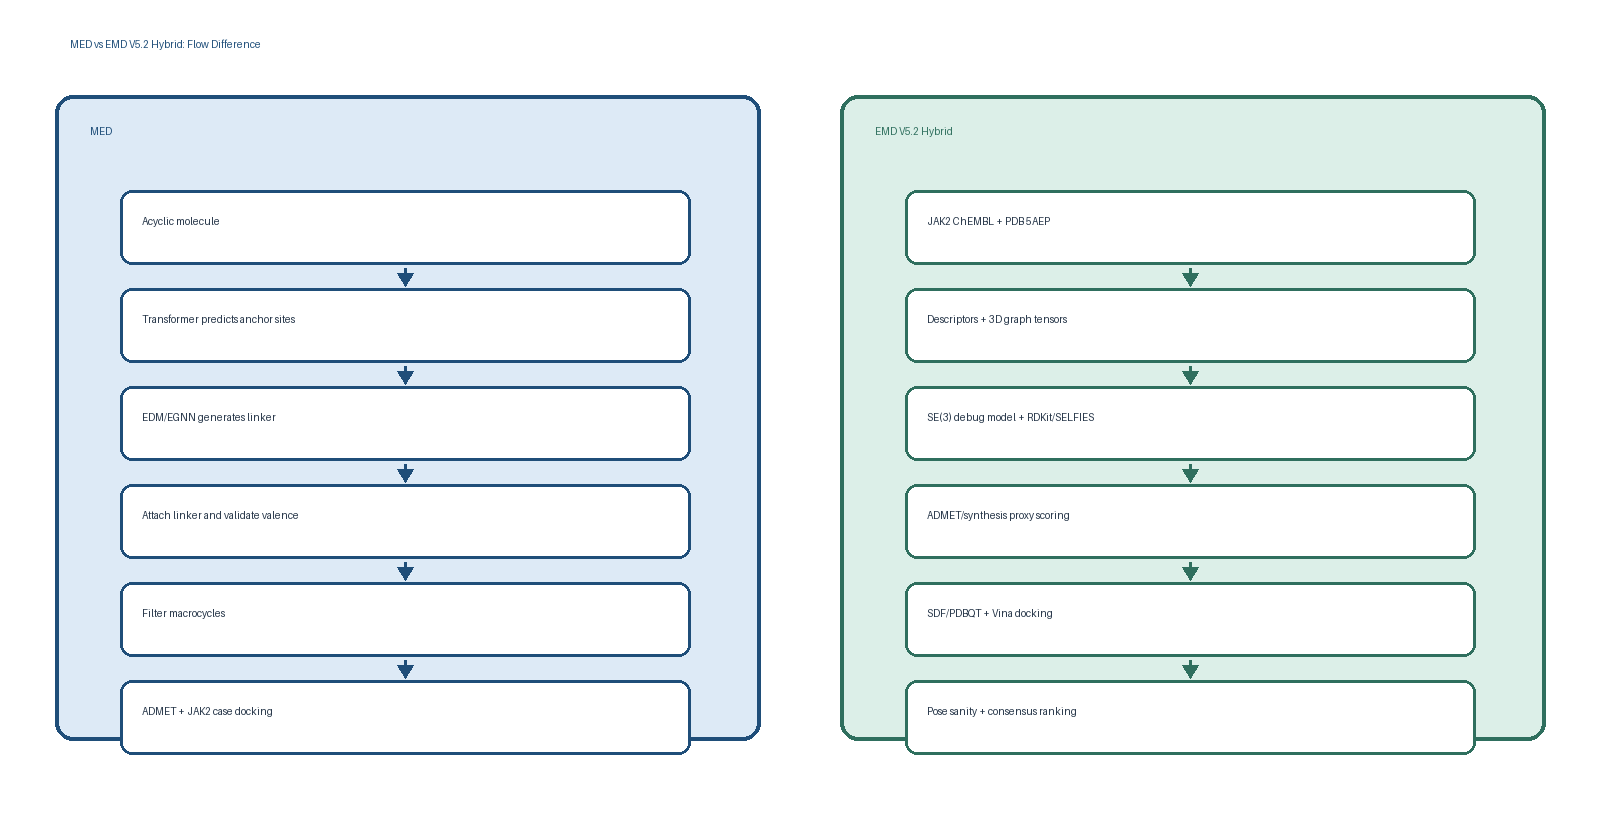 MED vs EMD V5.2 Hybrid: Flow Difference
MED
Acyclic molecule
Transformer predicts anchor sites
EDM/EGNN generates linker
Attach linker and validate valence
Filter macrocycles
ADMET + JAK2 case docking
EMD V5.2 Hybrid
JAK2 ChEMBL + PDB 5AEP
Descriptors + 3D graph tensors
SE(3) debug model + RDKit/SELFIES
ADMET/synthesis proxy scoring
SDF/PDBQT + Vina docking
Pose sanity + consensus ranking